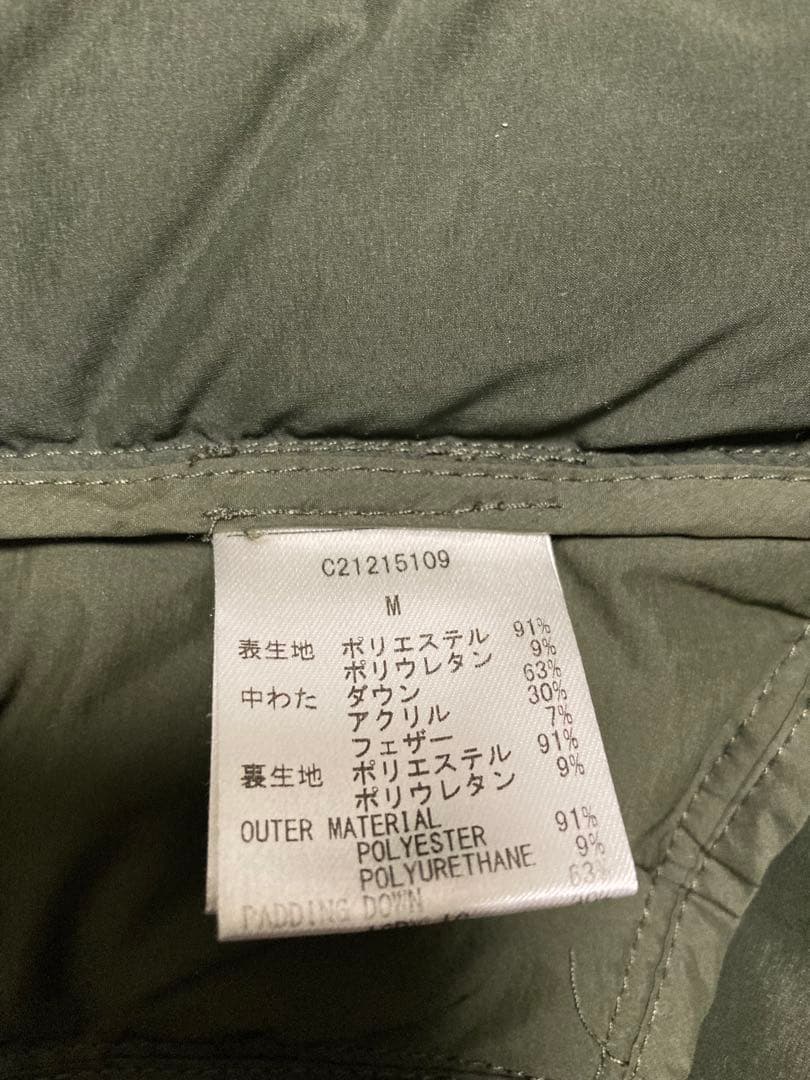 C21215109
M
表生地 ポリエステル 91%
ポリウレタン 9%
中わた ダウン 63%
アクリル 30%
フェザー 7%
裏生地 ポリエステル 91%
ポリウレタン 9%
OUTER MATERIAL
POLYESTER 91%
POLYURETHANE 9%
PADDING DOWN 63%